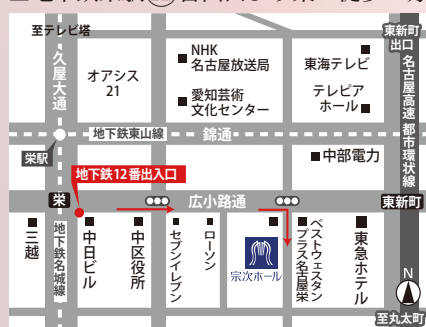 至テレビ塔
久屋大通
オアシス
21
NHK
名古屋放送局
愛知芸術
文化センター
東海テレビ
テレピア
ホール
東新町
出口
名古屋高速 都市環状線
地下鉄東山線
錦通
栄駅
中部電力
地下鉄12番出入口
栄
広小路通
東新町
三越
地下鉄名城線
中日ビル
中区役所
セブンイレブン
ローソン
宗次ホール
ベストウェスタン
プラス名古屋栄
東急ホテル
N
至丸太町